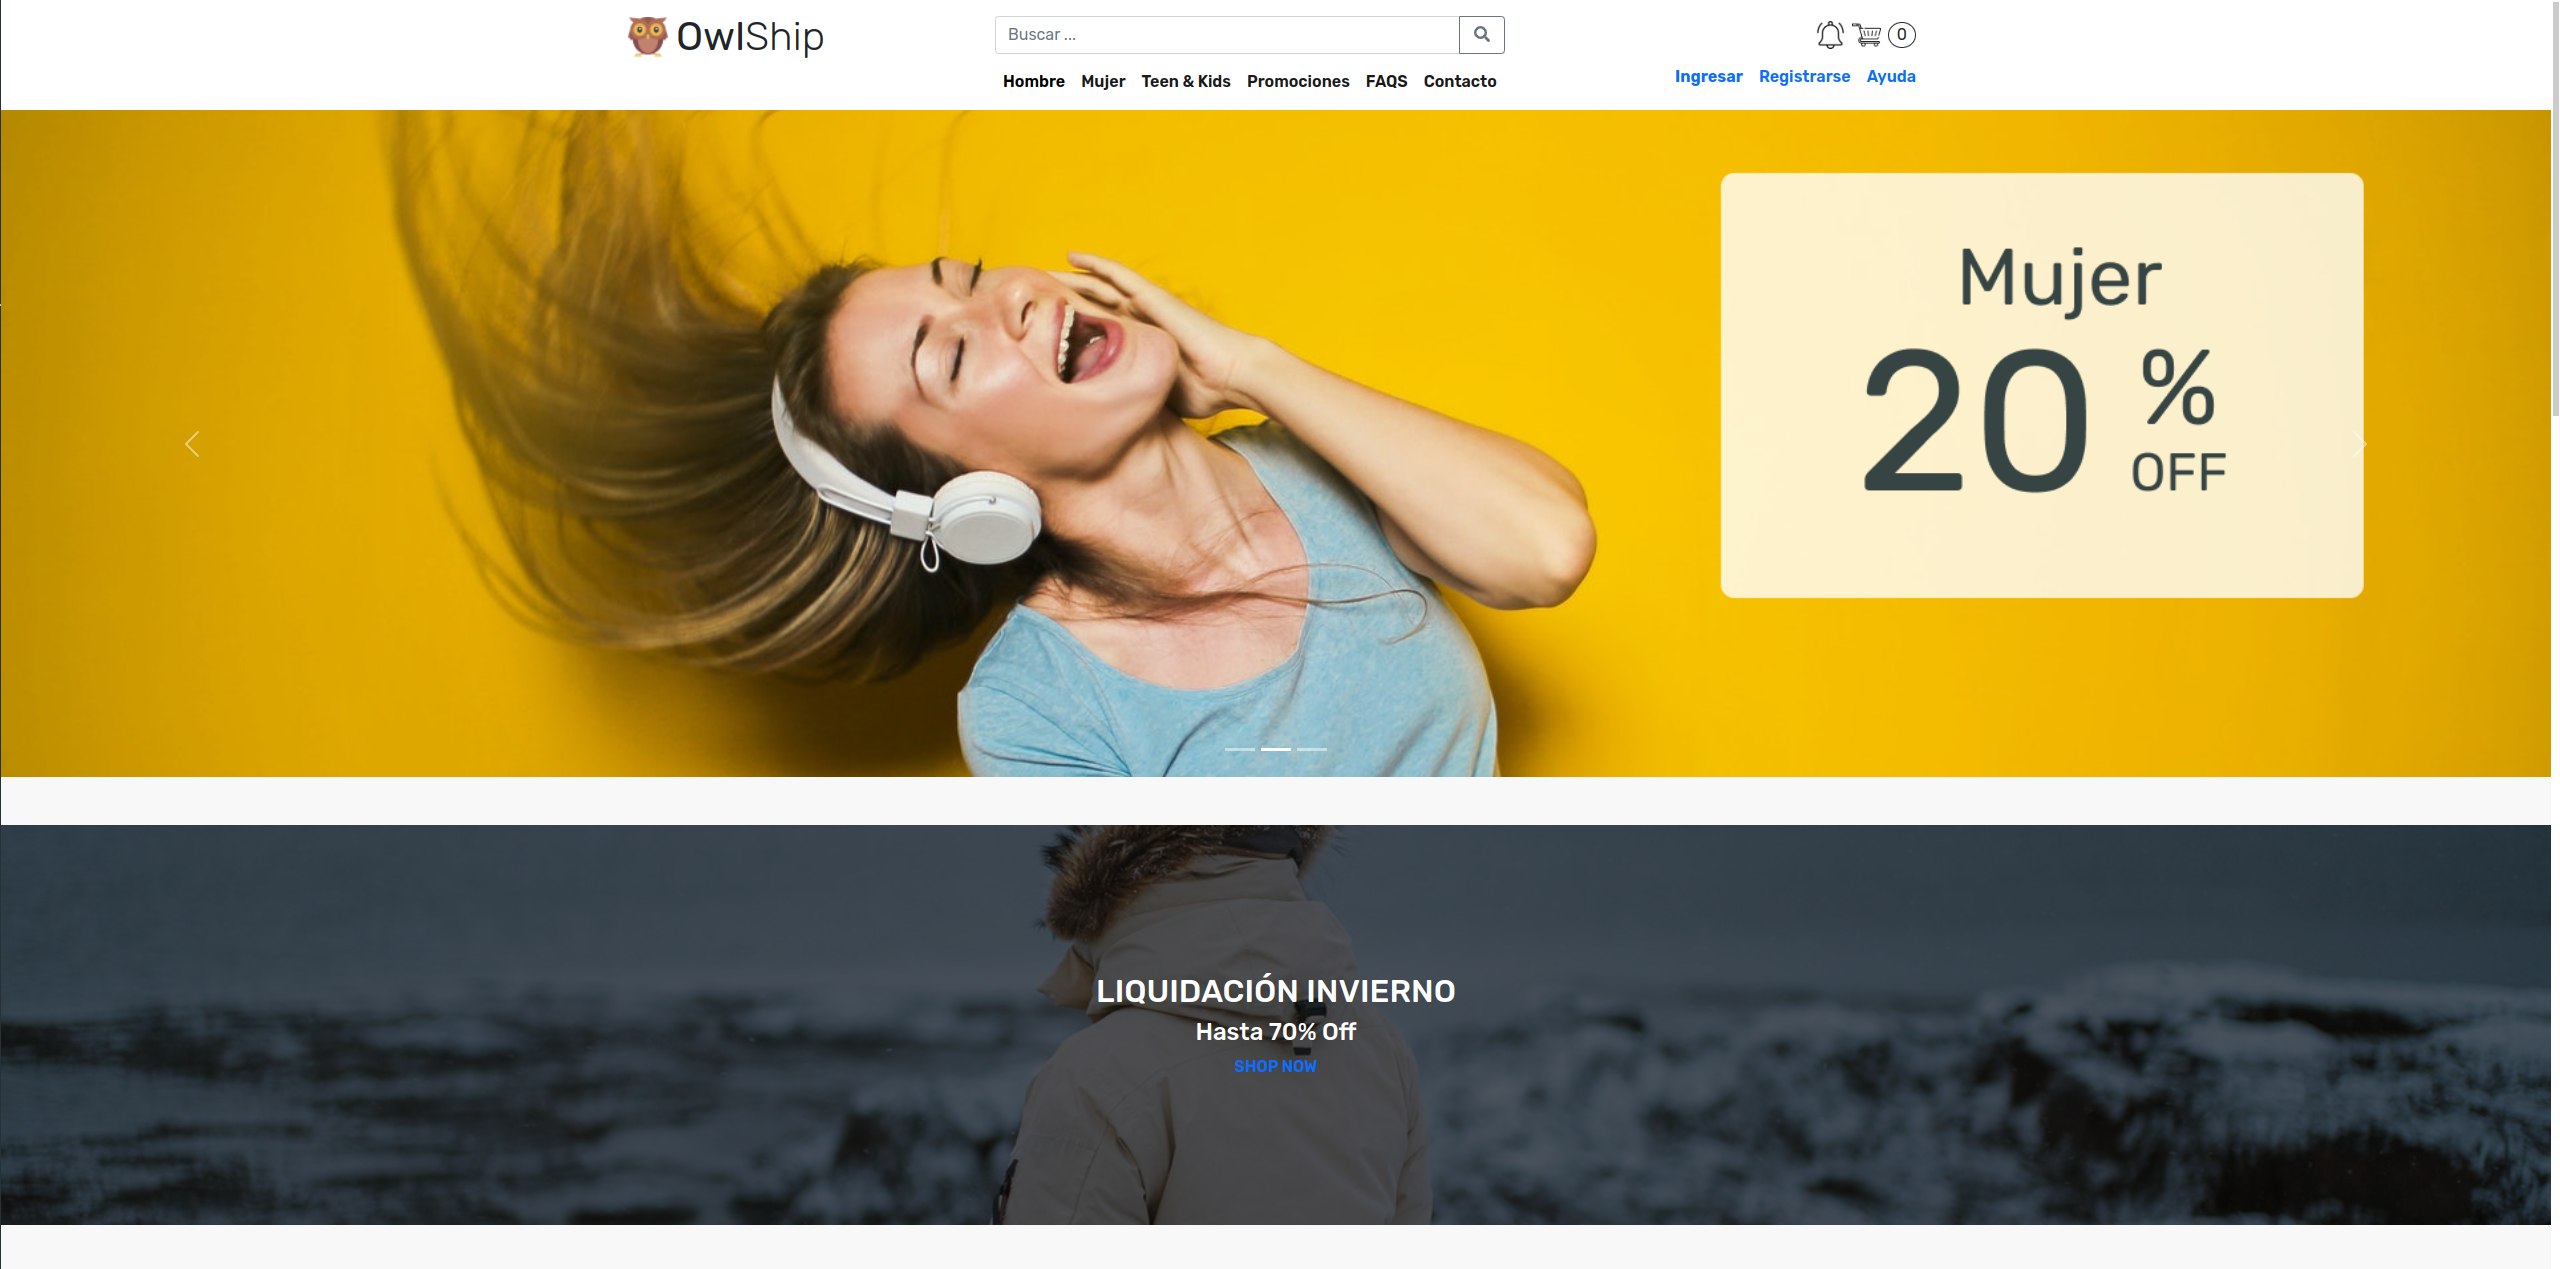 OwlShip
Buscar ...
0
Hombre Mujer Teen & Kids Promociones FAQS Contacto
Ingresar Registrarse Ayuda
Mujer
20 %
OFF
LIQUIDACIÓN INVIERNO
Hasta 70% Off
SHOP NOW